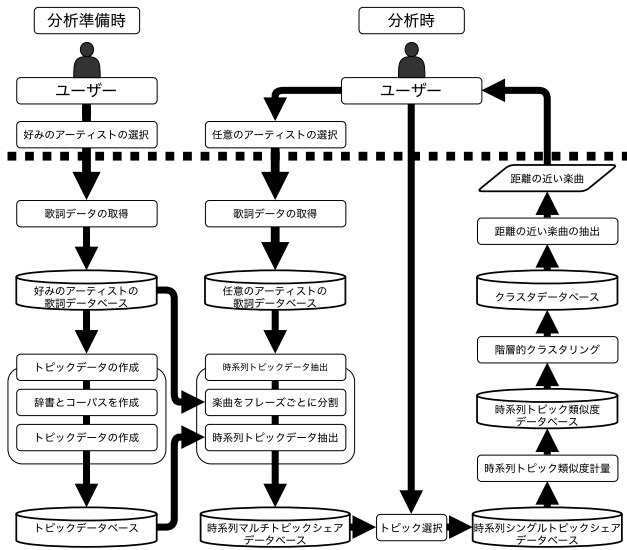 分析準備時
ユーザー
好みのアーティストの選択
歌詞データの取得
好みのアーティストの
歌詞データベース
トピックデータの作成
辞書とコーパスを作成
トピックデータの作成
トピックデータベース
分析時
ユーザー
任意のアーティストの選択
歌詞データの取得
任意のアーティストの
歌詞データベース
時系列トピックデータ抽出
楽曲をフレーズごとに分割
時系列トピックデータ抽出
時系列マルチトピックシェア
データベース
トピック選択
時系列シングルトピックシェア
データベース
時系列トピック類似度計量
時系列トピック類似度
データベース
階層的クラスタリング
クラスタデータベース
距離の近い楽曲の抽出
距離の近い楽曲